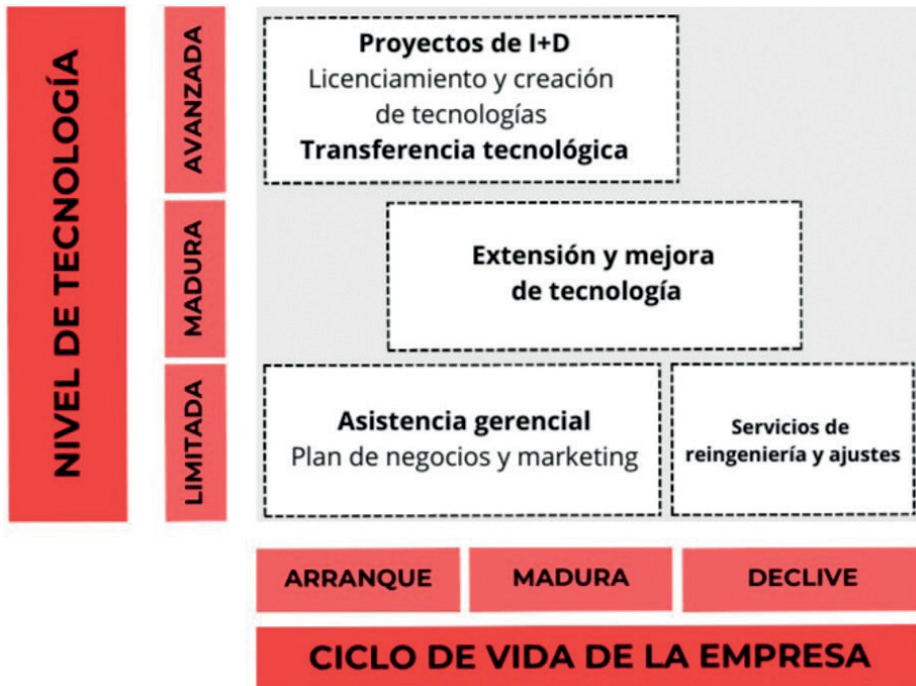 NIVEL DE TECNOLOGÍA
AVANZADA
Proyectos de I+D
Licenciamiento y creación
de tecnologías
Transferencia tecnológica
MADURA
Extensión y mejora
de tecnología
LIMITADA
Asistencia gerencial
Plan de negocios y marketing
Servicios de
reingeniería y ajustes
ARRANQUE
MADURA
DECLIVE
CICLO DE VIDA DE LA EMPRESA